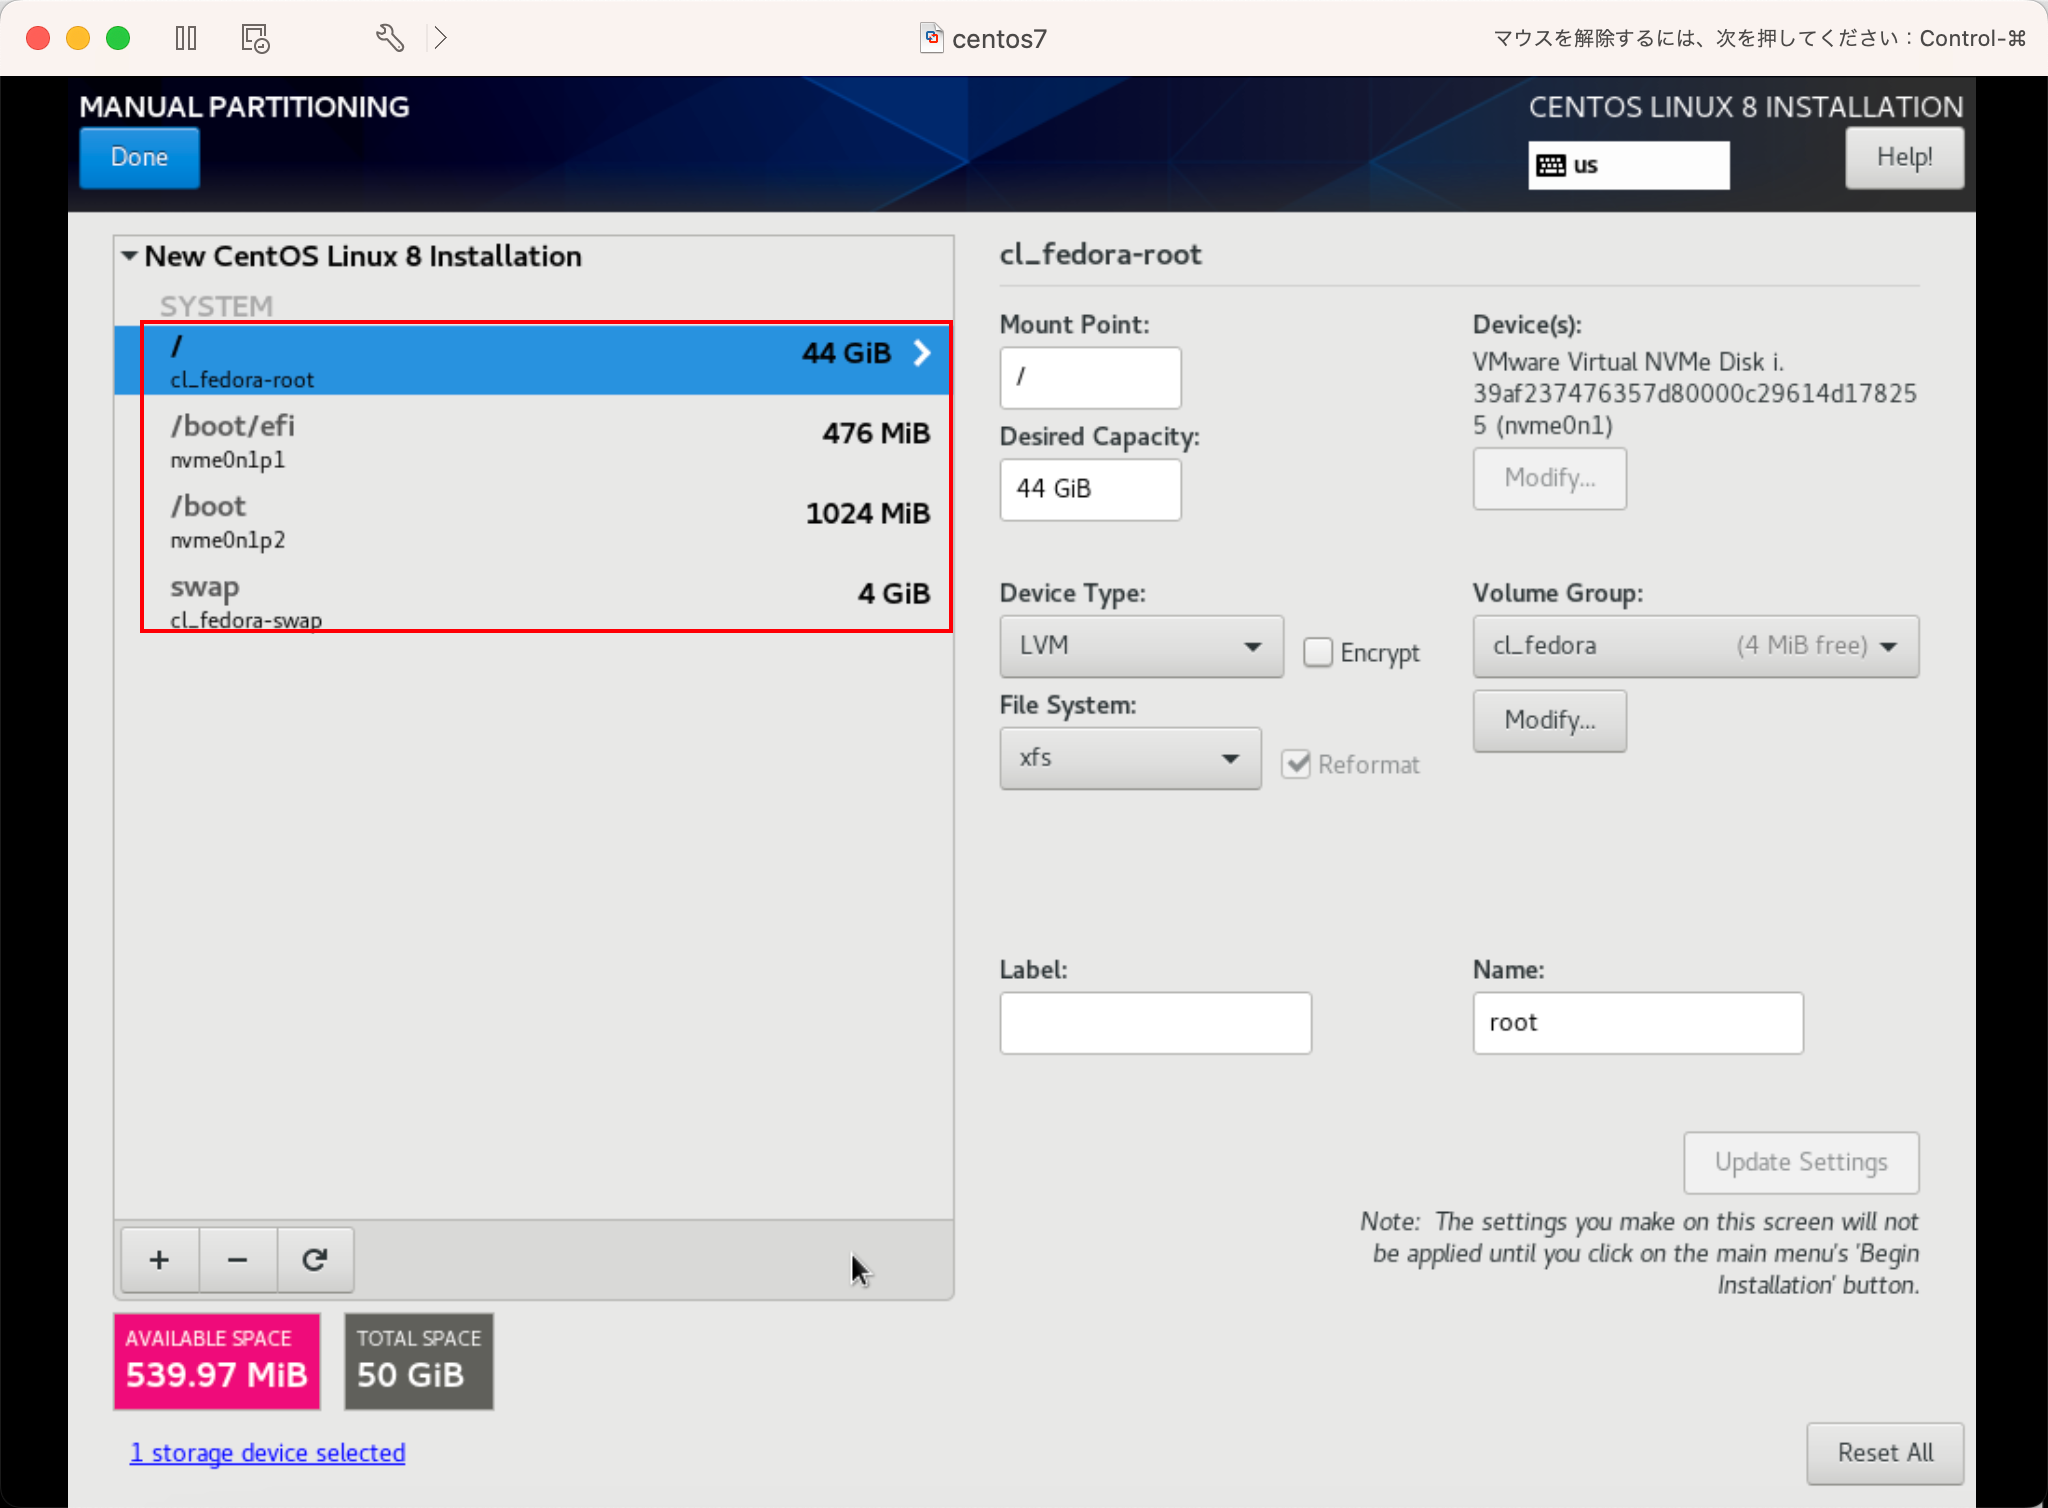 centos7
マウスを解除するには、次を押してください：Control-⌘
MANUAL PARTITIONING
CENTOS LINUX 8 INSTALLATION
Done
us
Help!
New CentOS Linux 8 Installation
SYSTEM
/
44 GiB
cl_fedora-root
/boot/efi
476 MiB
nvme0n1p1
/boot
1024 MiB
nvme0n1p2
swap
4 GiB
cl_fedora-swap
cl_fedora-root
Mount Point:
/
Desired Capacity:
44 GiB
Device(s):
VMware Virtual NVMe Disk i.
39af237476357d80000c29614d17825
5 (nvme0n1)
Modify...
Device Type:
LVM
Encrypt
Volume Group:
cl_fedora (4 MiB free)
File System:
xfs
Reformat
Modify...
Label:
Name:
root
Update Settings
Note: The settings you make on this screen will not
be applied until you click on the main menu's 'Begin
Installation' button.
+ −
AVAILABLE SPACE
539.97 MiB
TOTAL SPACE
50 GiB
1 storage device selected
Reset All